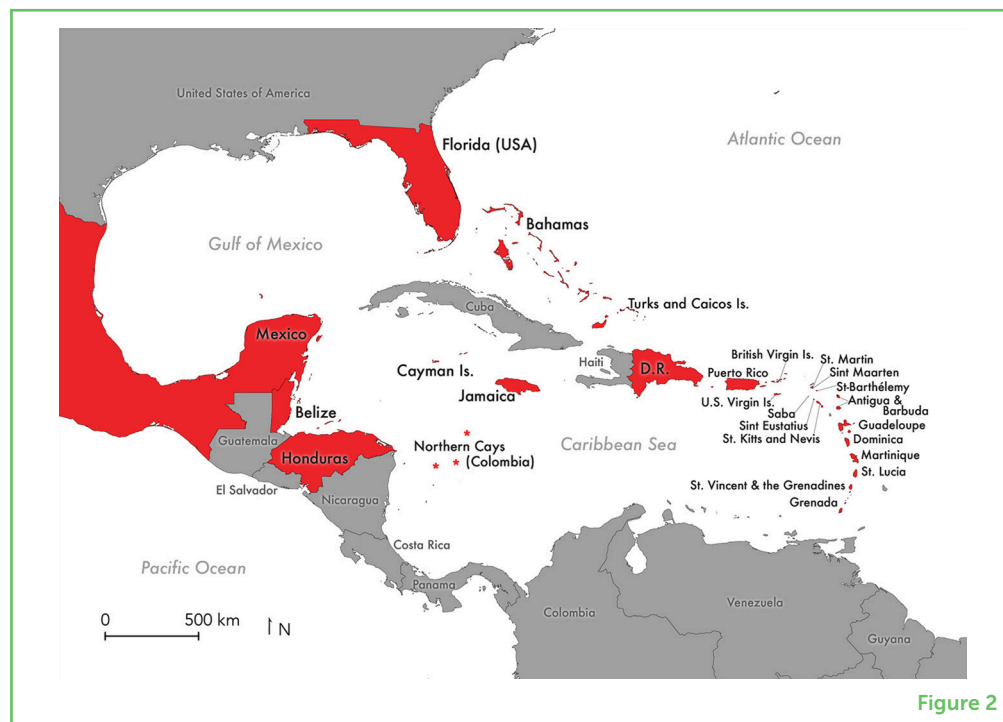 United States of America
Florida (USA)
Atlantic Ocean
Gulf of Mexico
Bahamas
Cuba
Turks and Caicos Is.
Mexico
Cayman Is.
Jamaica
Haiti
D.R.
Puerto Rico
British Virgin Is.
St. Martin
Sint Maarten
St-Barthélemy
Antigua &
Barbuda
U.S. Virgin Is.
Saba
Sint Eustatius
St. Kitts and Nevis
Guadeloupe
Dominica
Martinique
St. Lucia
St. Vincent & the Grenadines
Grenada
Belize
Guatemala
Honduras
Northern Cays
(Colombia)
Caribbean Sea
El Salvador
Nicaragua
Costa Rica
Panama
Pacific Ocean
Colombia
Venezuela
Guyana
0 500 km
N
Figure 2